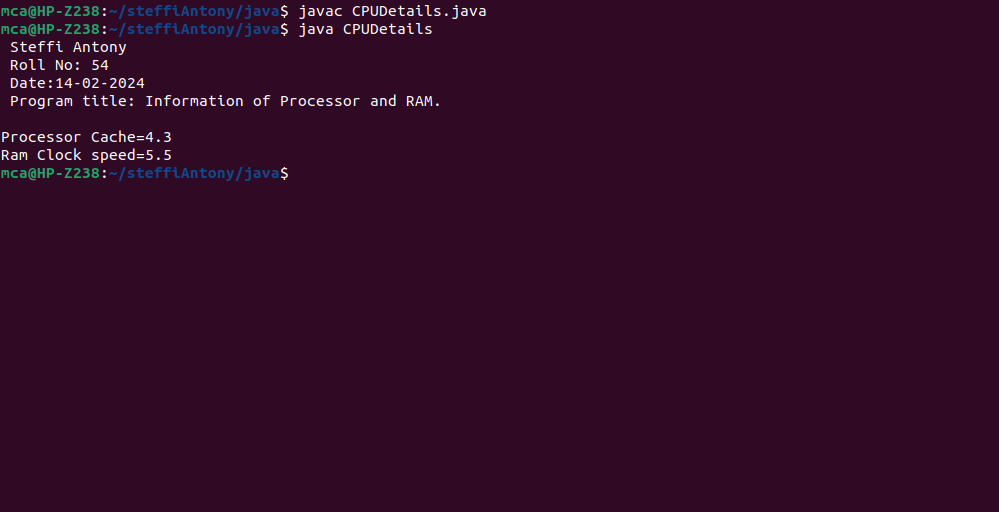 mca@HP-Z238:~/steffiAntony/java$ javac CPUDetails.java
mca@HP-Z238:~/steffiAntony/java$ java CPUDetails
Steffi Antony
Roll No: 54
Date:14-02-2024
Program title: Information of Processor and RAM.
Processor Cache=4.3
Ram Clock speed=5.5
mca@HP-Z238:~/steffiAntony/java$